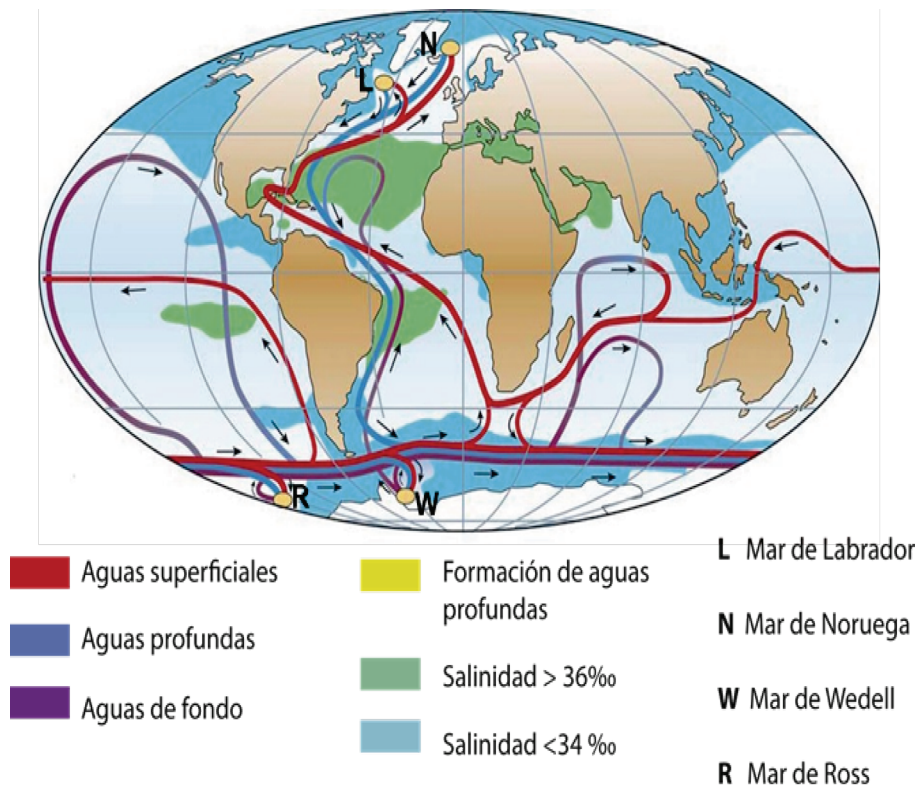 N
L
R
W
Aguas superficiales
Aguas profundas
Aguas de fondo
Formación de aguas
profundas
Salinidad > 36‰
Salinidad <34 ‰
L Mar de Labrador
N Mar de Noruega
W Mar de Wedell
R Mar de Ross